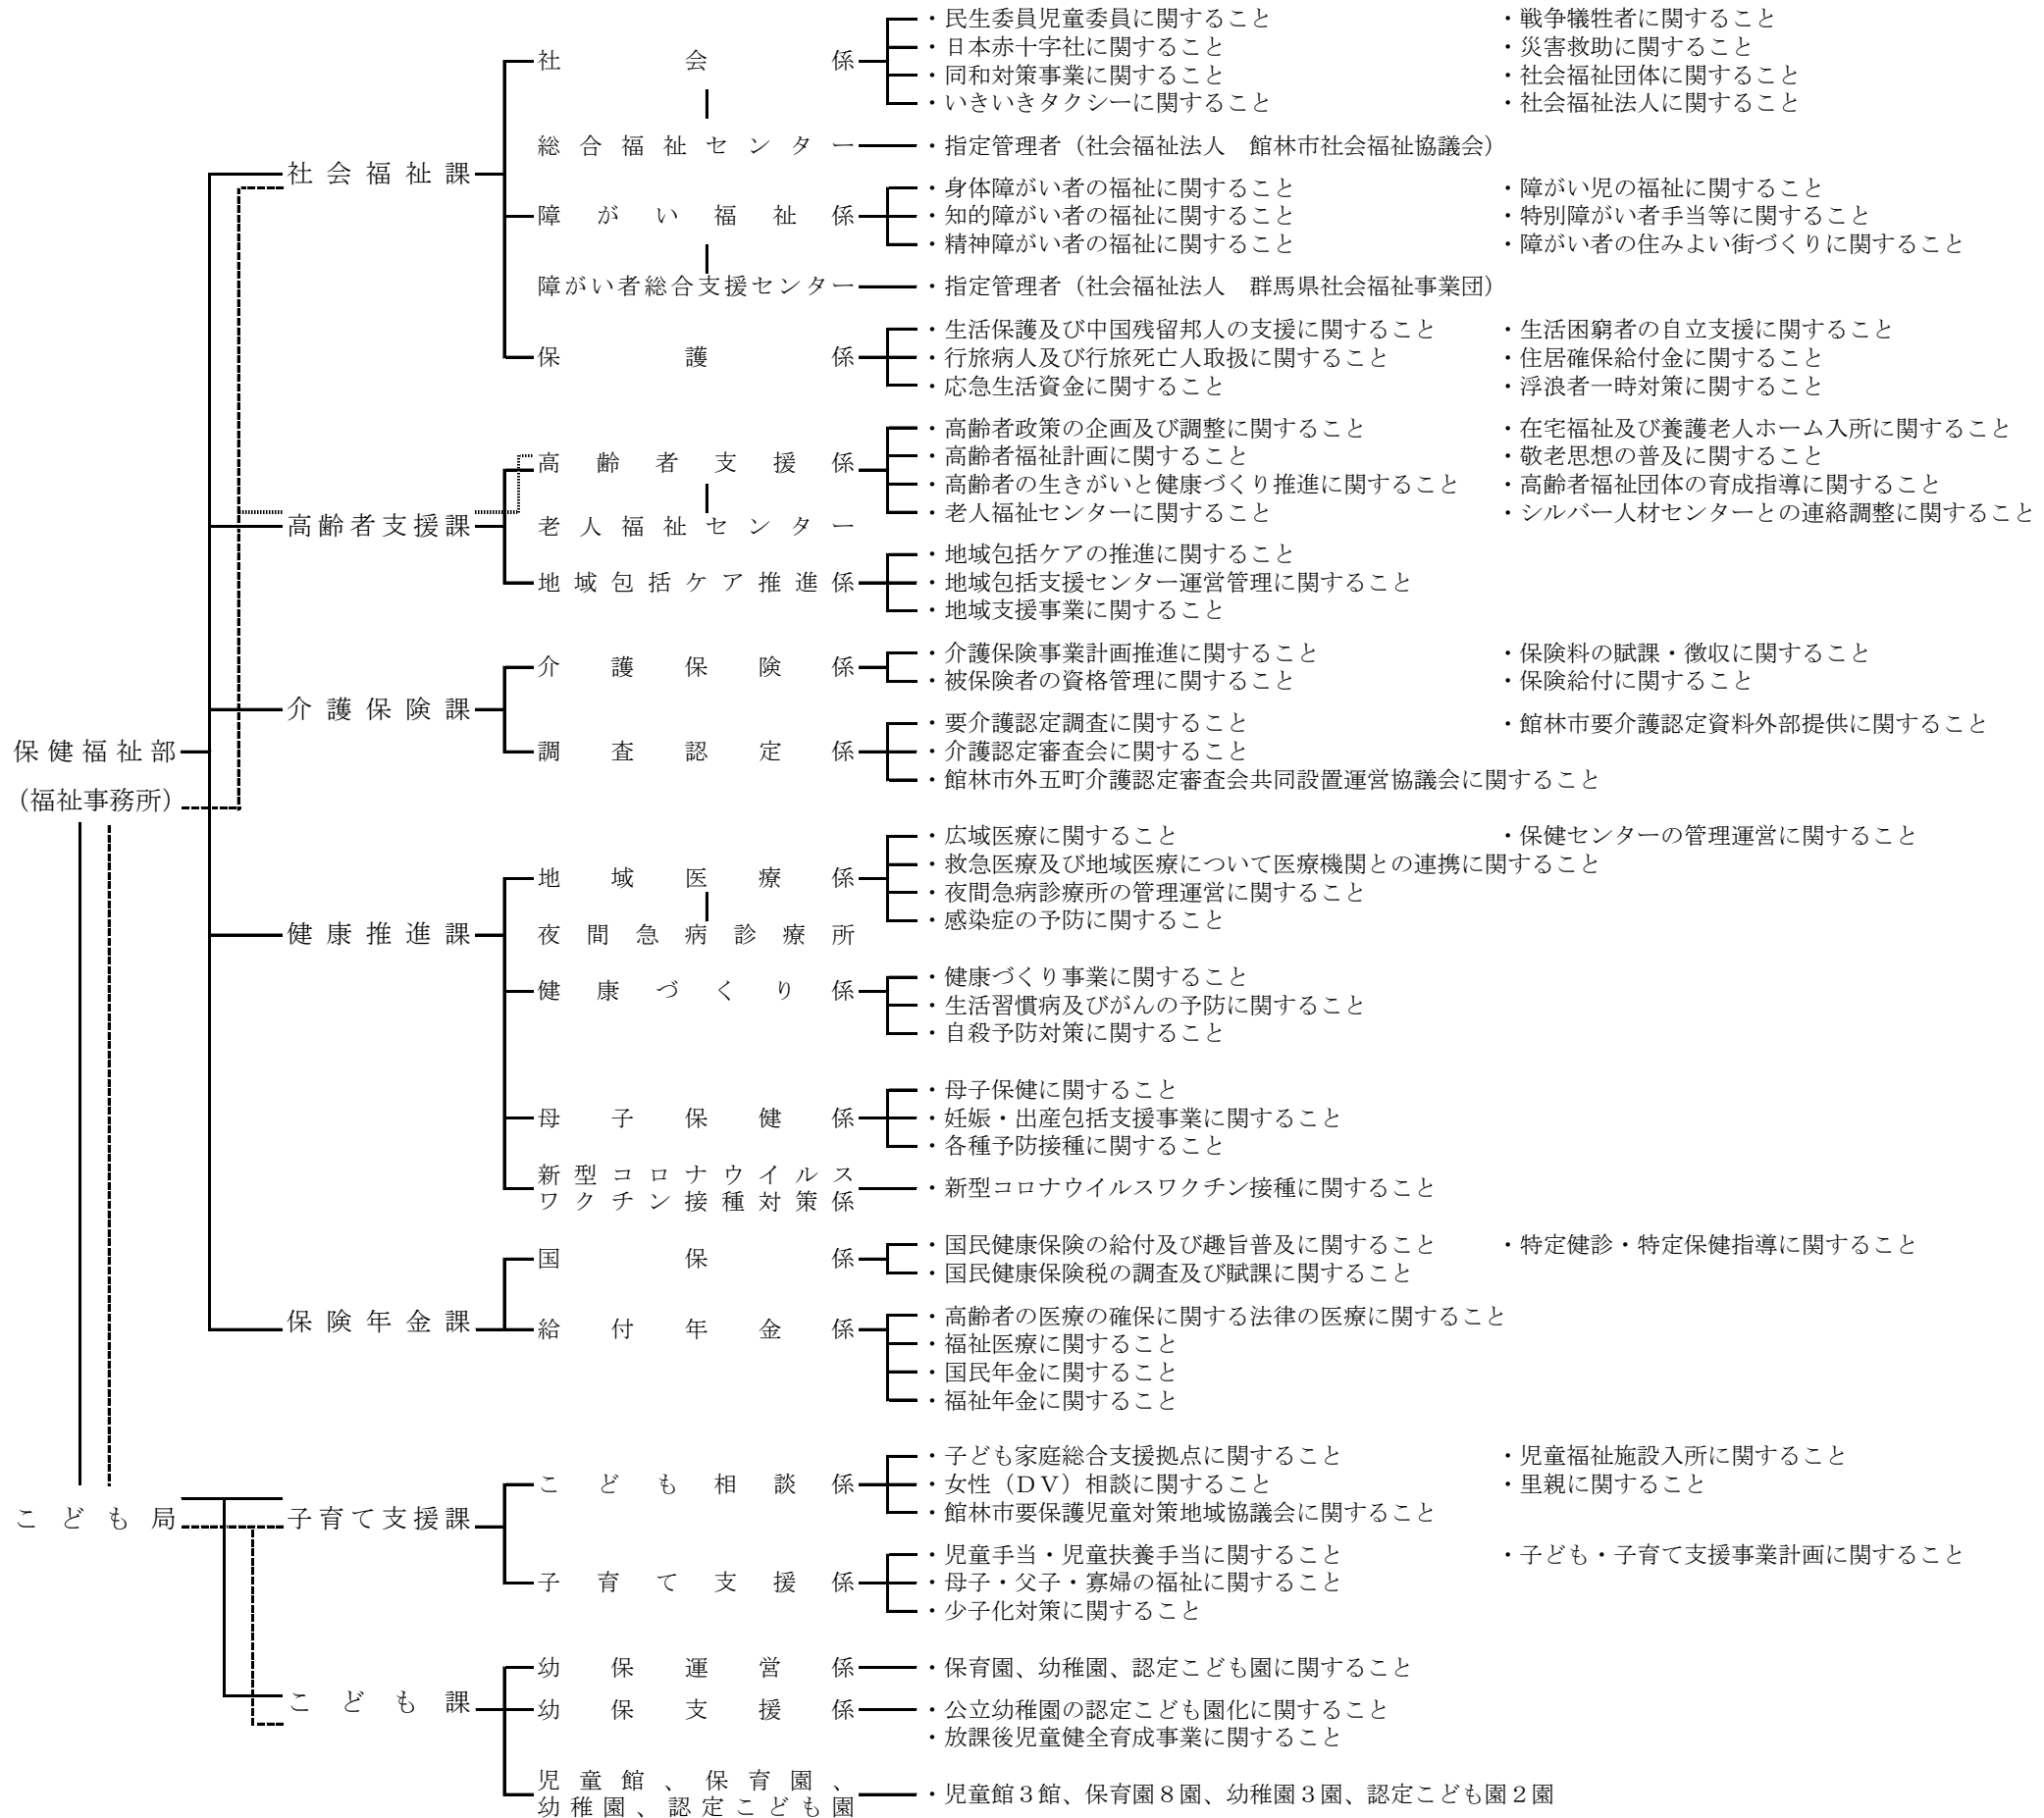 保健福祉部
（福祉事務所）
社会福祉課
社会係
・民生委員児童委員に関すること　・戦争犠牲者に関すること
・日本赤十字社に関すること　・災害救助に関すること
・同和対策事業に関すること　・社会福祉団体に関すること
・いきいきタクシーに関すること　・社会福祉法人に関すること
総合福祉センター
・指定管理者（社会福祉法人　館林市社会福祉協議会）
障がい福祉係
・身体障がい者の福祉に関すること　・障がい児の福祉に関すること
・知的障がい者の福祉に関すること　・特別障がい者手当等に関すること
・精神障がい者の福祉に関すること　・障がい者の住みよい街づくりに関すること
障がい者総合支援センター
・指定管理者（社会福祉法人　群馬県社会福祉事業団）
保護係
・生活保護及び中国残留邦人の支援に関すること　・生活困窮者の自立支援に関すること
・行旅病人及び行旅死亡人取扱に関すること　・住居確保給付金に関すること
・応急生活資金に関すること　・浮浪者一時対策に関すること
高齢者支援課
高齢者支援係
・高齢者政策の企画及び調整に関すること　・在宅福祉及び養護老人ホーム入所に関すること
・高齢者福祉計画に関すること　・敬老思想の普及に関すること
・高齢者の生きがいと健康づくり推進に関すること　・高齢者福祉団体の育成指導に関すること
・老人福祉センターに関すること　・シルバー人材センターとの連絡調整に関すること
老人福祉センター
地域包括ケア推進係
・地域包括ケアの推進に関すること
・地域包括支援センター運営管理に関すること
・地域支援事業に関すること
介護保険課
介護保険係
・介護保険事業計画推進に関すること　・保険料の賦課・徴収に関すること
・被保険者の資格管理に関すること　・保険給付に関すること
調査認定係
・要介護認定調査に関すること　・館林市要介護認定資料外部提供に関すること
・介護認定審査会に関すること
・館林市外五町介護認定審査会共同設置運営協議会に関すること
健康推進課
地域医療係
・広域医療に関すること　・保健センターの管理運営に関すること
・救急医療及び地域医療について医療機関との連携に関すること
・夜間急病診療所の管理運営に関すること
・感染症の予防に関すること
夜間急病診療所
健康づくり係
・健康づくり事業に関すること
・生活習慣病及びがんの予防に関すること
・自殺予防対策に関すること
母子保健係
・母子保健に関すること
・妊娠・出産包括支援事業に関すること
・各種予防接種に関すること
新型コロナウイルス
ワクチン接種対策係
・新型コロナウイルスワクチン接種に関すること
保険年金課
国保係
・国民健康保険の給付及び趣旨普及に関すること　・特定健診・特定保健指導に関すること
・国民健康保険税の調査及び賦課に関すること
給付年金係
・高齢者の医療の確保に関する法律の医療に関すること
・福祉医療に関すること
・国民年金に関すること
・福祉年金に関すること
こども局
子育て支援課
こども相談係
・子ども家庭総合支援拠点に関すること　・児童福祉施設入所に関すること
・女性（ＤＶ）相談に関すること　・里親に関すること
・館林市要保護児童対策地域協議会に関すること
子育て支援係
・児童手当・児童扶養手当に関すること　・子ども・子育て支援事業計画に関すること
・母子・父子・寡婦の福祉に関すること
・少子化対策に関すること
こども課
幼保運営係
・保育園、幼稚園、認定こども園に関すること
幼保支援係
・公立幼稚園の認定こども園化に関すること
・放課後児童健全育成事業に関すること
児童館、保育園、
幼稚園、認定こども園
・児童館３館、保育園８園、幼稚園３園、認定こども園２園